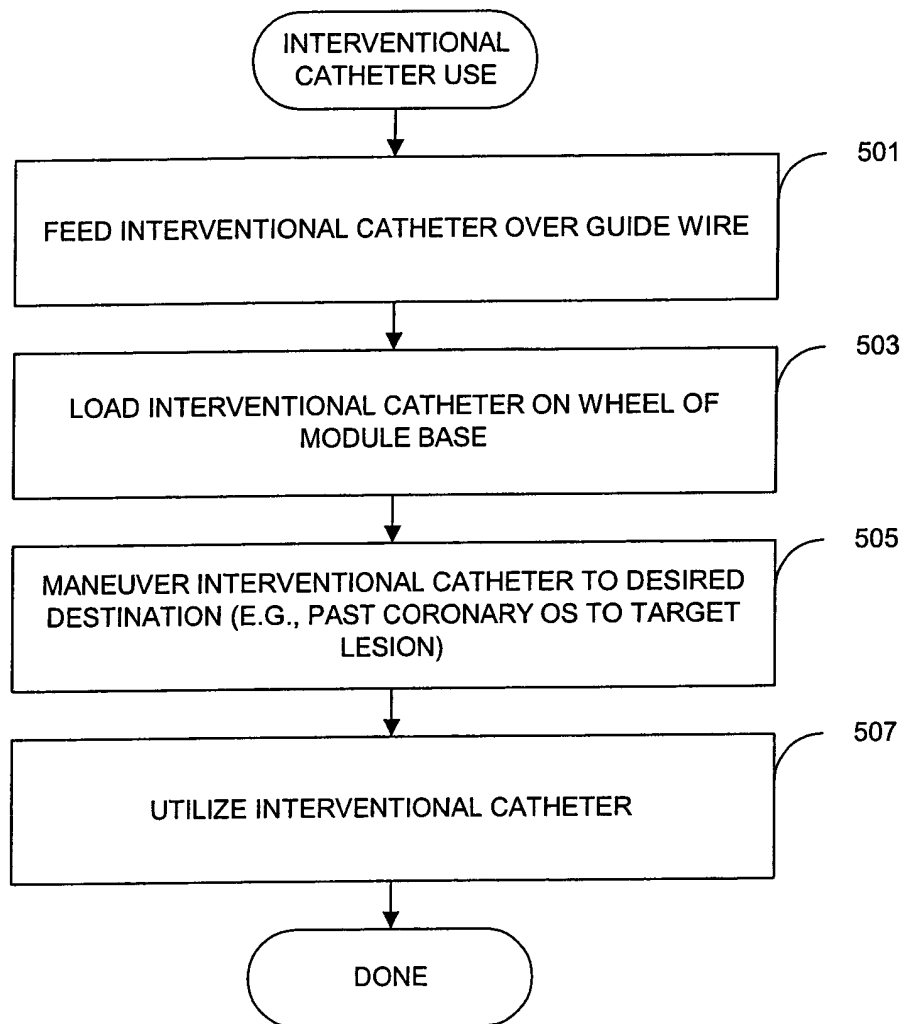 INTERVENTIONAL
CATHETER USE
501
FEED INTERVENTIONAL CATHETER OVER GUIDE WIRE
503
LOAD INTERVENTIONAL CATHETER ON WHEEL OF
MODULE BASE
505
MANEUVER INTERVENTIONAL CATHETER TO DESIRED
DESTINATION (E.G., PAST CORONARY OS TO TARGET
LESION)
507
UTILIZE INTERVENTIONAL CATHETER
DONE